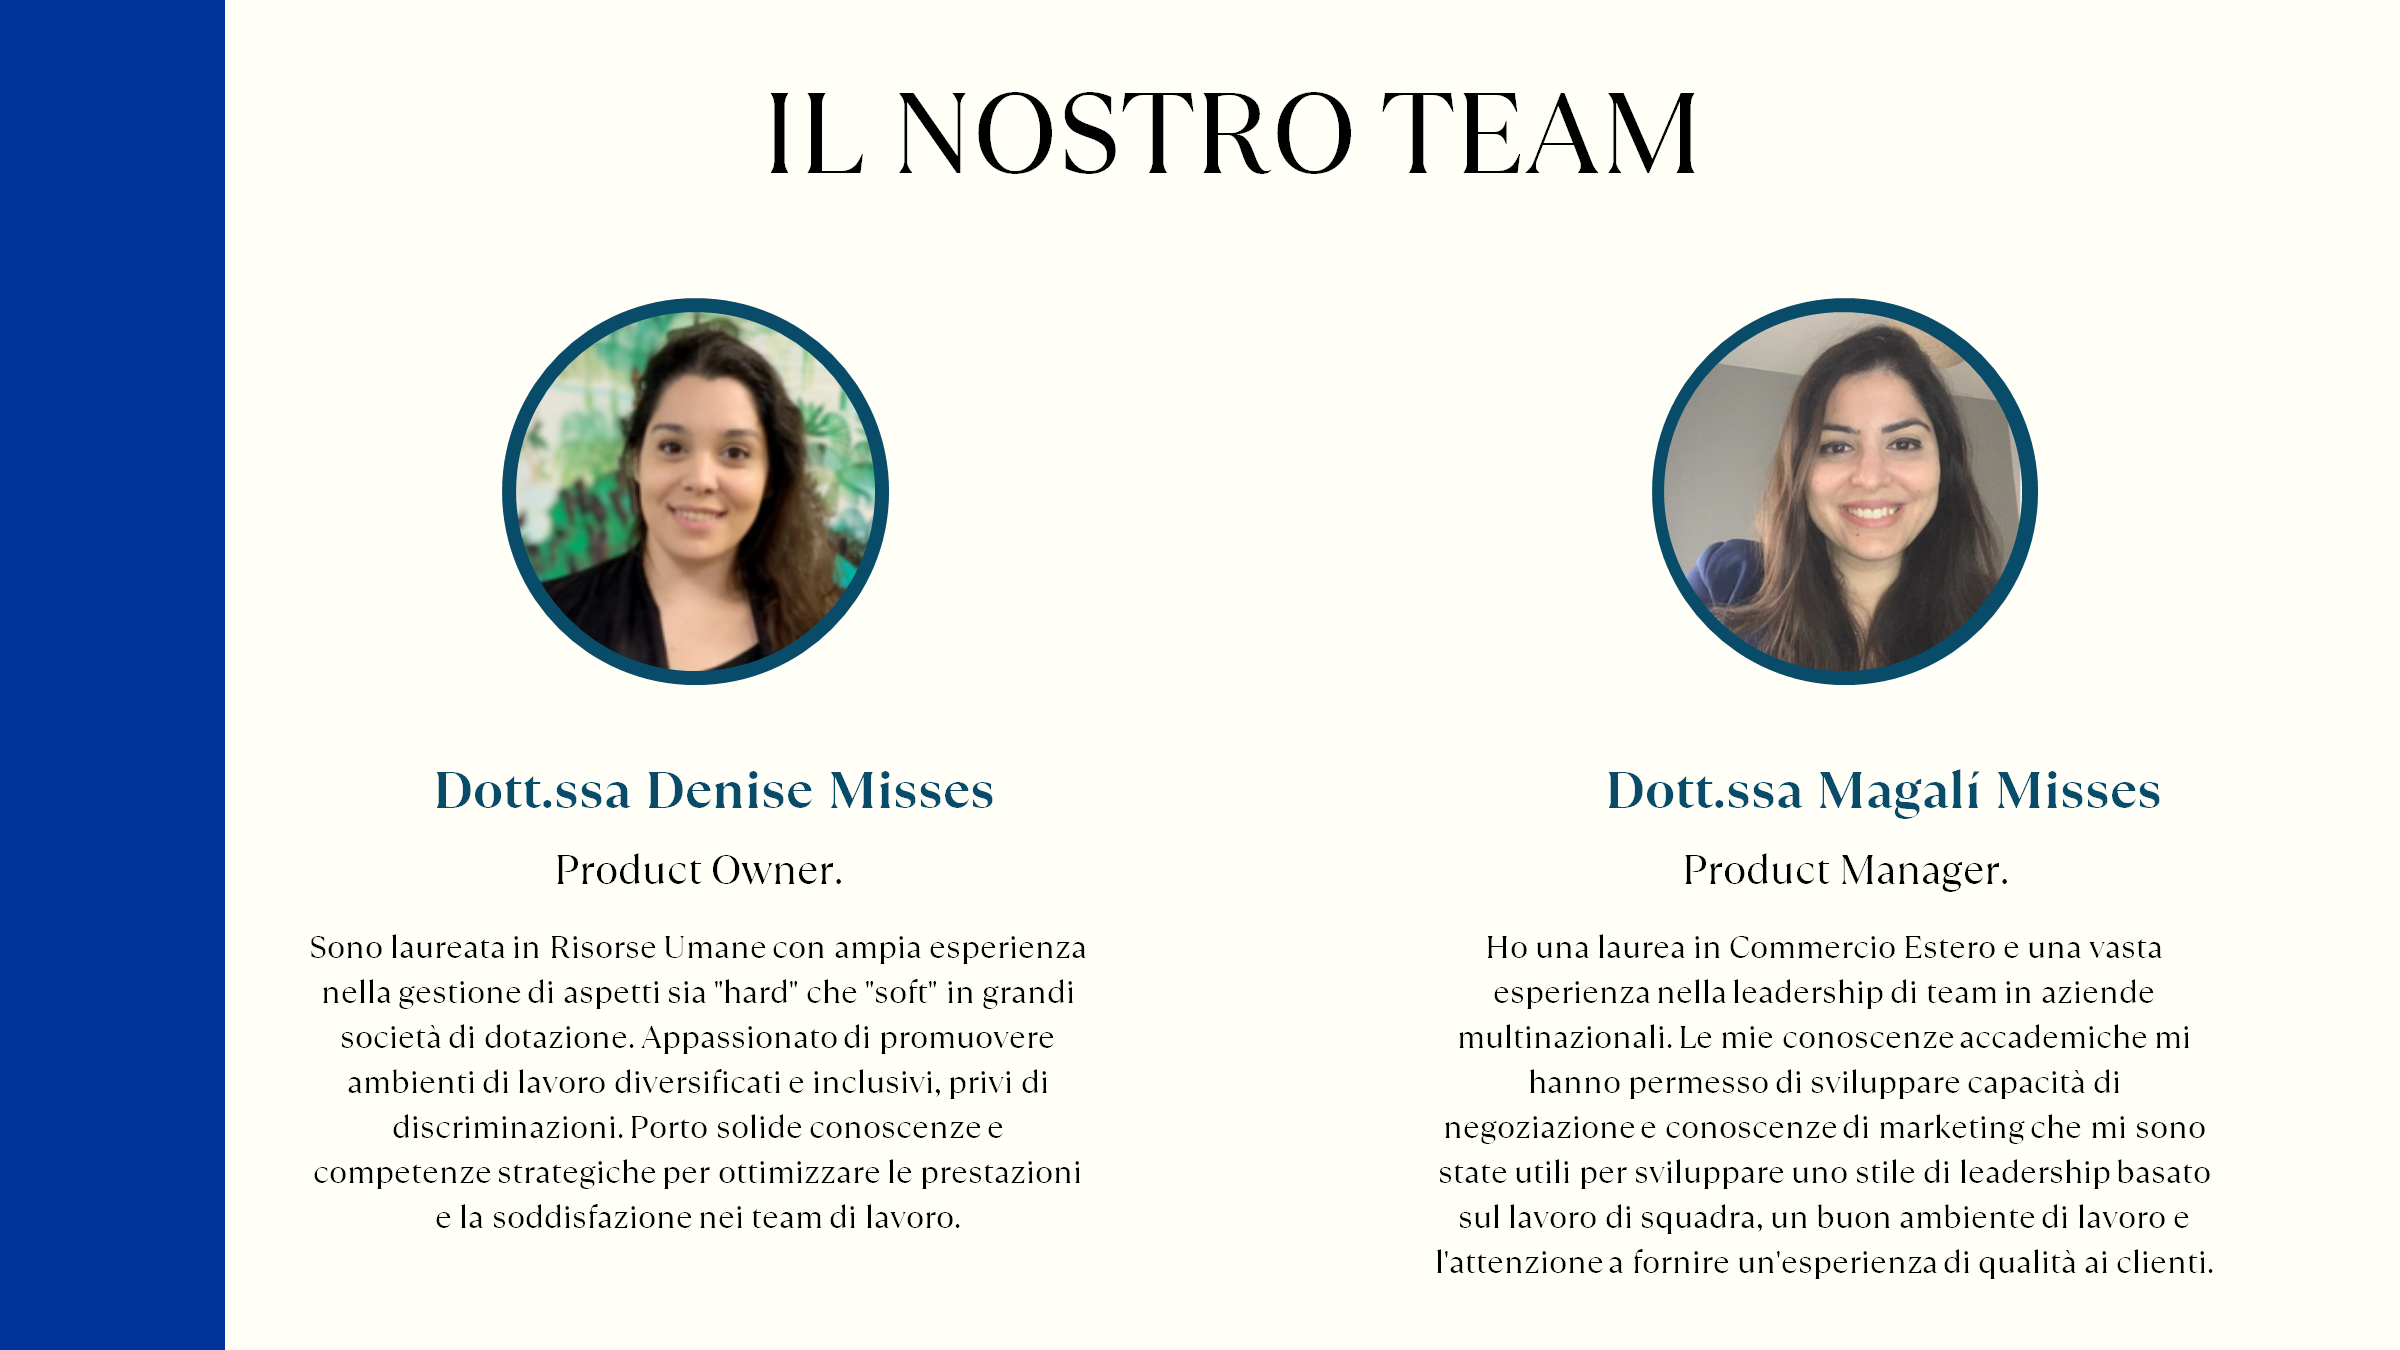 IL NOSTRO TEAM
Dott.ssa Denise Misses
Product Owner.
Sono laureata in Risorse Umane con ampia esperienza
nella gestione di aspetti sia "hard" che "soft" in grandi
società di dotazione. Appassionato di promuovere
ambienti di lavoro diversificati e inclusivi, privi di
discriminazioni. Porto solide conoscenze e
competenze strategiche per ottimizzare le prestazioni
e la soddisfazione nei team di lavoro.
Dott.ssa Magalí Misses
Product Manager.
Ho una laurea in Commercio Estero e una vasta
esperienza nella leadership di team in aziende
multinazionali. Le mie conoscenze accademiche mi
hanno permesso di sviluppare capacità di
negoziazione e conoscenze di marketing che mi sono
state utili per sviluppare uno stile di leadership basato
sul lavoro di squadra, un buon ambiente di lavoro e
l'attenzione a fornire un'esperienza di qualità ai clienti.